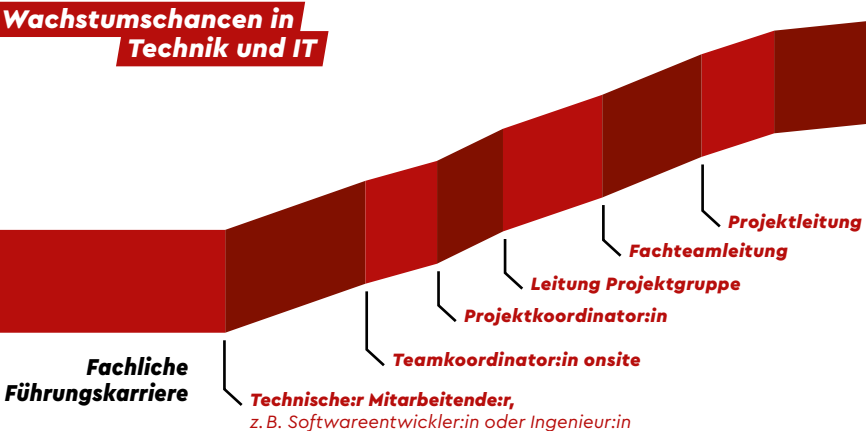 Wachstumschancen in
Technik und IT
Projektleitung
Fachteamleitung
Leitung Projektgruppe
Projektkoordinator:in
Teamkoordinator:in onsite
Fachliche
Führungskarriere
Technische:r Mitarbeitende:r,
z. B. Softwareentwickler:in oder Ingenieur:in